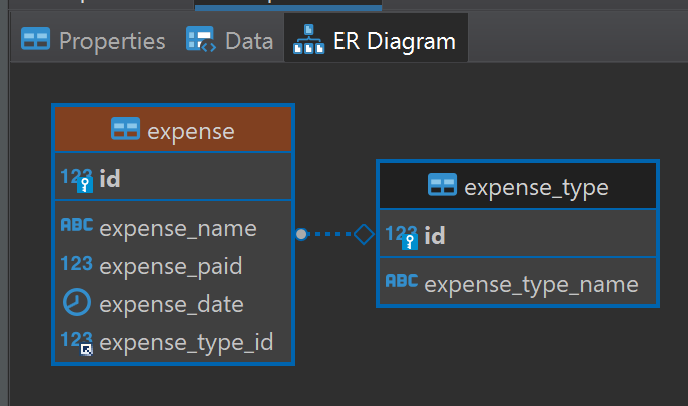 Properties Data ER Diagram
expense
123 id
ABC expense_name
123 expense_paid
expense_date
123 expense_type_id
expense_type
123 id
ABC expense_type_name